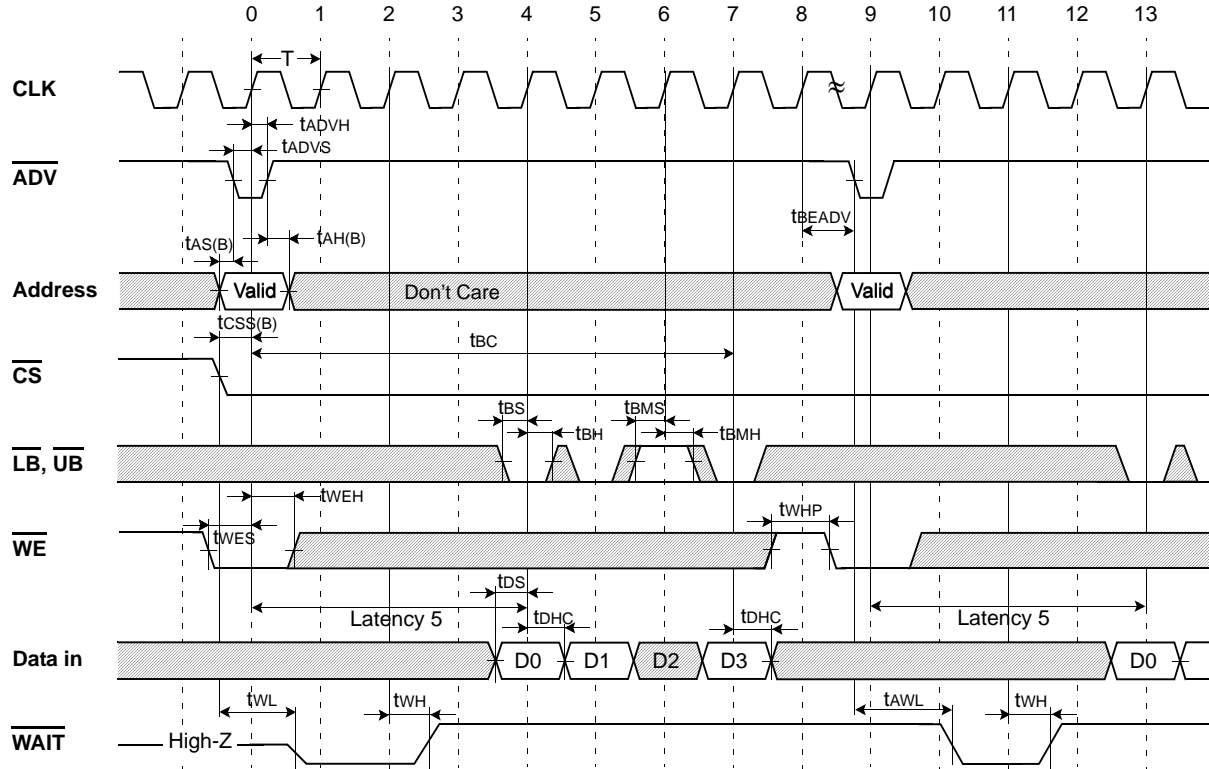 0 1 2 3 4 5 6 7 8 9 10 11 12 13
T
CLK
tADVH
tADVS
ADV
tBEADV
tAS(B)
tAH(B)
Address
Valid
Don't Care
Valid
tCSS(B)
tBC
CS
tBS
tBMS
tBH
tBMH
LB, UB
tWEH
tWHP
tWES
WE
tDS
Latency 5
tDHC
tDHC
Latency 5
Data in
D0
D1
D2
D3
D0
tWL
tWH
tAWL
tWH
WAIT
High-Z